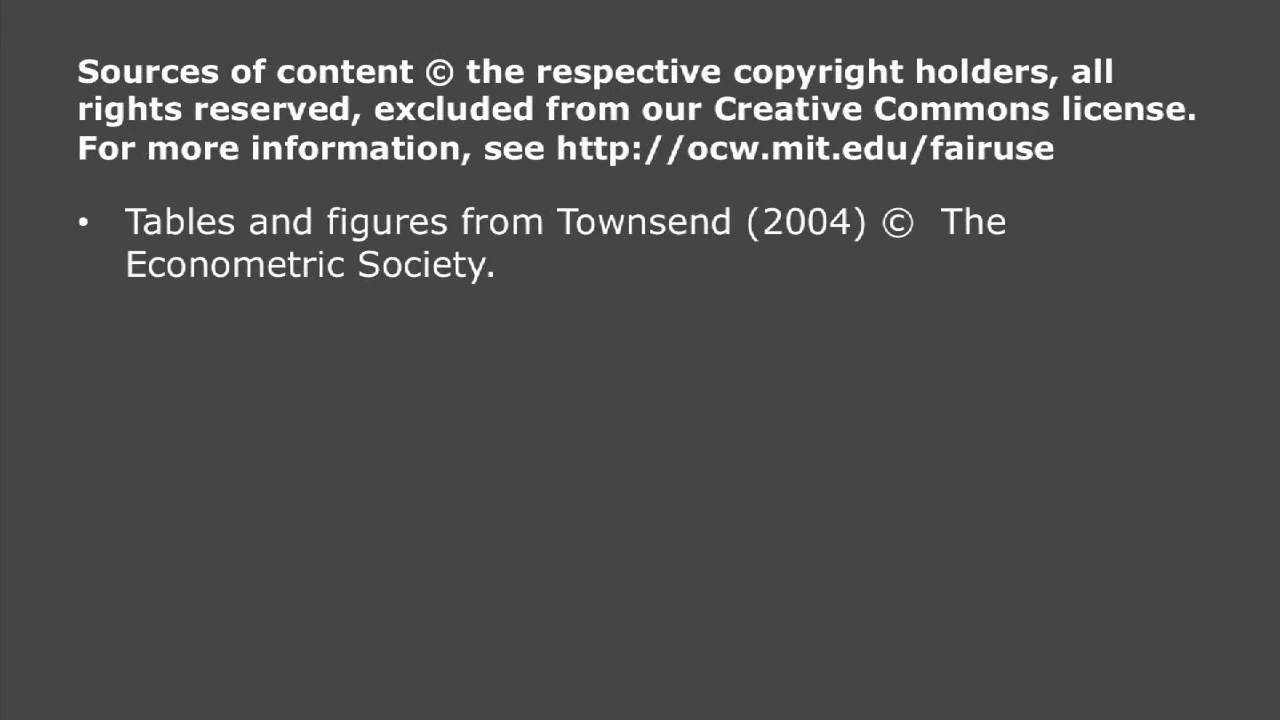 Sources of content © the respective copyright holders, all
rights reserved, excluded from our Creative Commons license.
For more information, see http://ocw.mit.edu/fairuse
• Tables and figures from Townsend (2004) © The
Econometric Society.